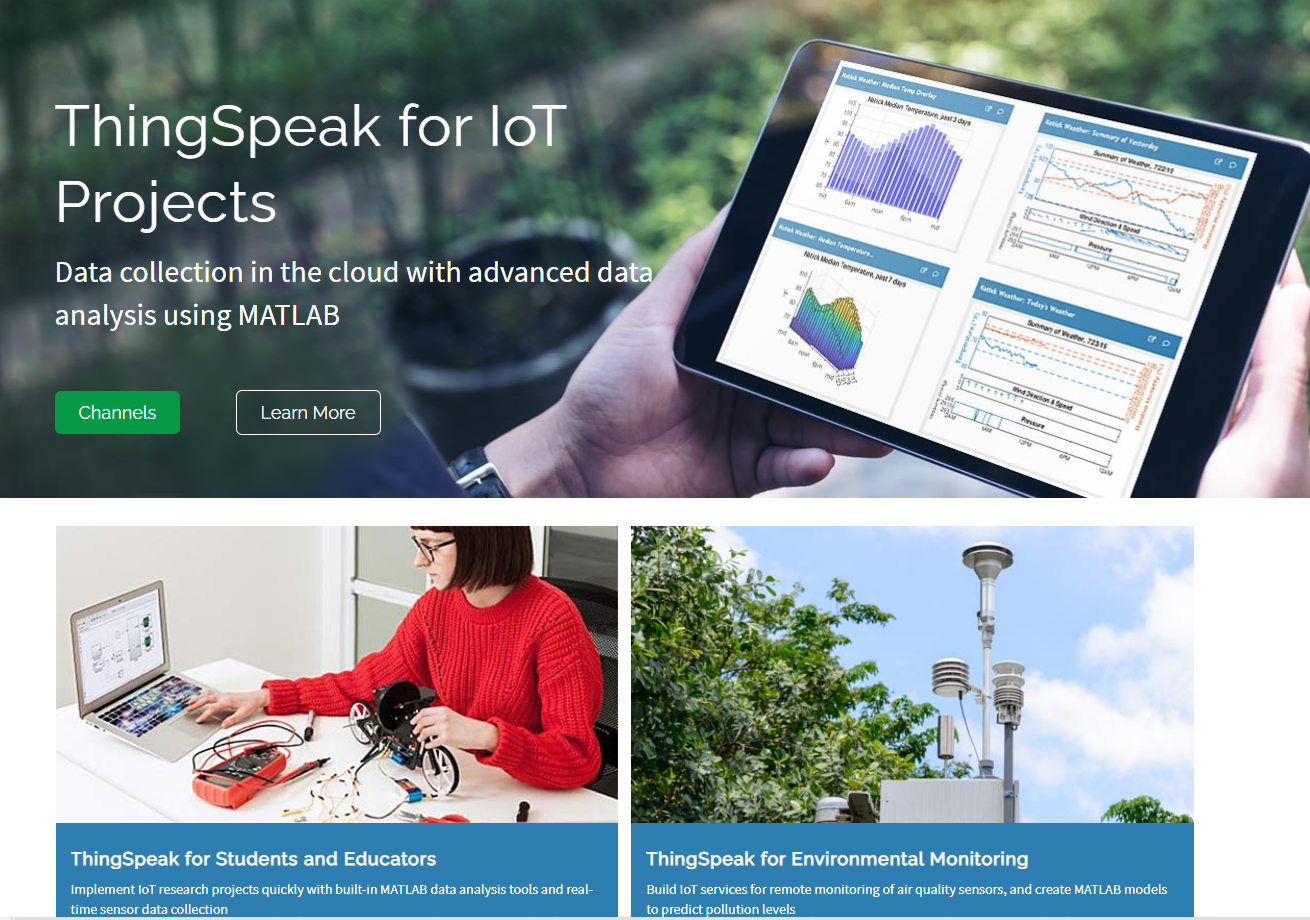 ThingSpeak for IoT
Projects
Data collection in the cloud with advanced data
analysis using MATLAB
Channels
Learn More
Natick Weather: Median Temp Overlay
Natick Median Temperature, past 3 days
Natick Weather: Summary of Yesterday
Summary of Weather, 7/22/15
Wind Direction & Speed
Pressure
Natick Weather: Median Temperature...
Natick Median Temperature, past 7 days
Natick Weather: Today's Weather
Summary of Weather, 7/23/15
Wind Direction & Speed
Pressure
ThingSpeak for Students and Educators
Implement IoT research projects quickly with built-in MATLAB data analysis tools and real-
time sensor data collection
ThingSpeak for Environmental Monitoring
Build IoT services for remote monitoring of air quality sensors, and create MATLAB models
to predict pollution levels